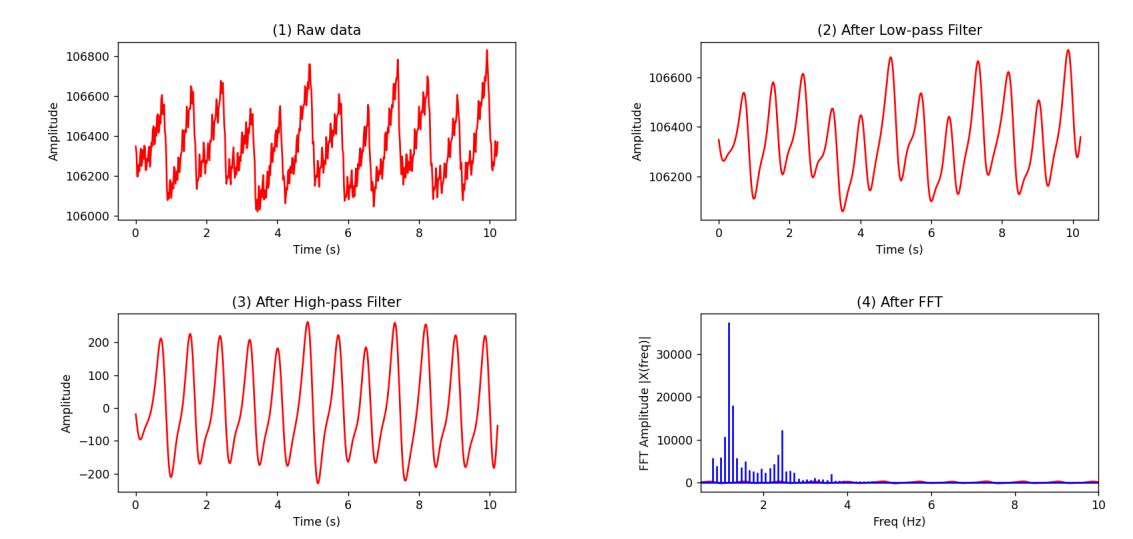 (1) Raw data
106800
106600
106400
106200
106000
Amplitude
0 2 4 6 8 10
Time (s)
(2) After Low-pass Filter
106600
106400
106200
Amplitude
0 2 4 6 8 10
Time (s)
(3) After High-pass Filter
200
100
0
−100
−200
Amplitude
0 2 4 6 8 10
Time (s)
(4) After FFT
30000
20000
10000
0
FFT Amplitude |X(freq)|
2 4 6 8 10
Freq (Hz)